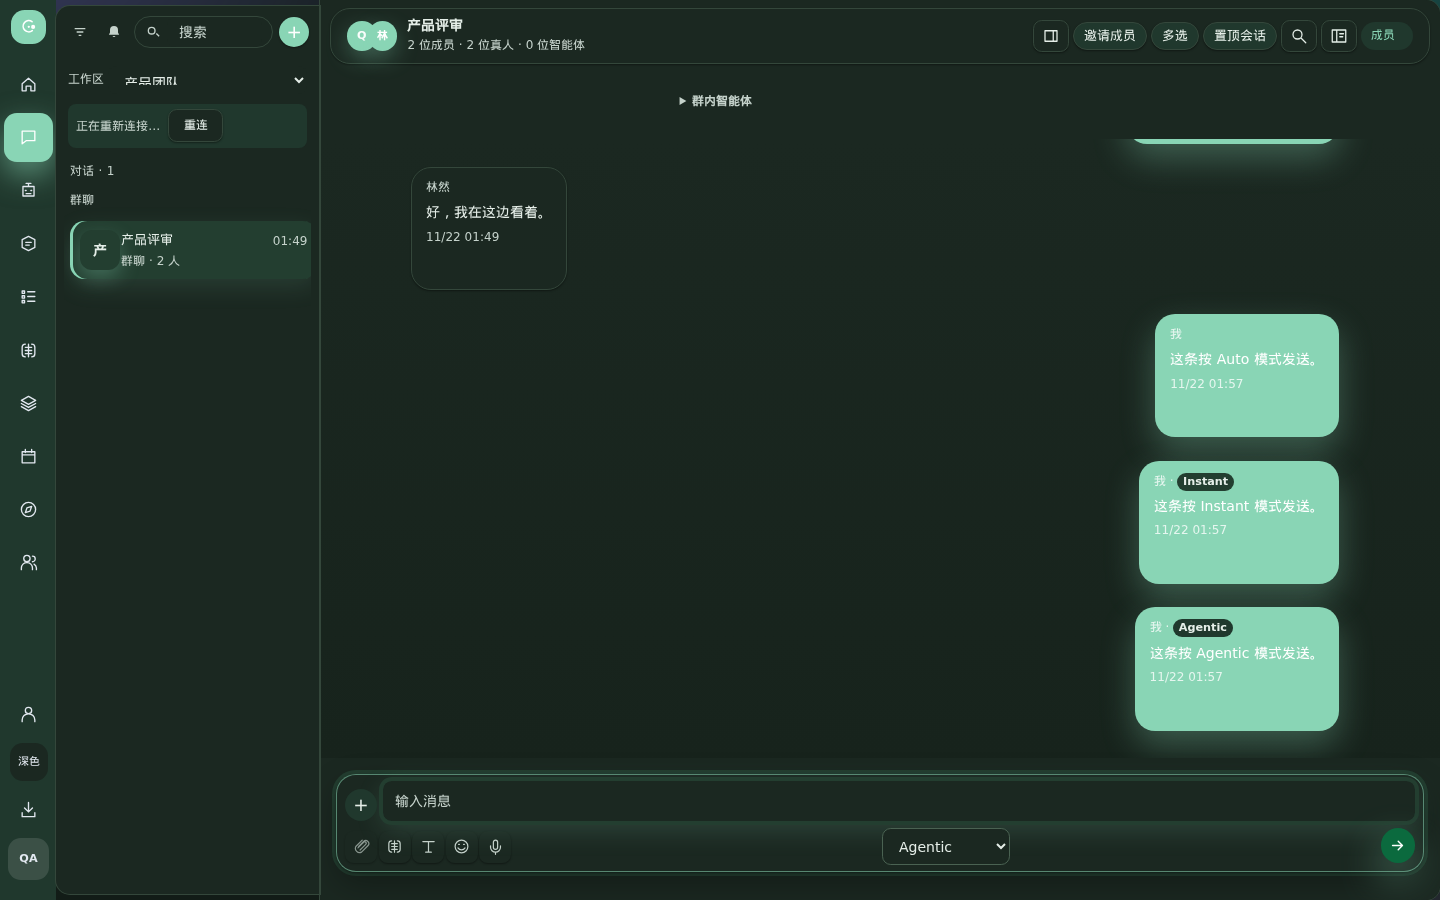 搜索
工作区 产品团队
正在重新连接… 重连
对话 · 1
群聊
产 产品评审 01:49
群聊 · 2 人
深色
QA
Q 林 产品评审
2 位成员 · 2 位真人 · 0 位智能体
邀请成员 多选 置顶会话 成员
群内智能体
林然
好，我在这边看着。
11/22 01:49
我
这条按 Auto 模式发送。
11/22 01:57
我 · Instant
这条按 Instant 模式发送。
11/22 01:57
我 · Agentic
这条按 Agentic 模式发送。
11/22 01:57
输入消息
Agentic